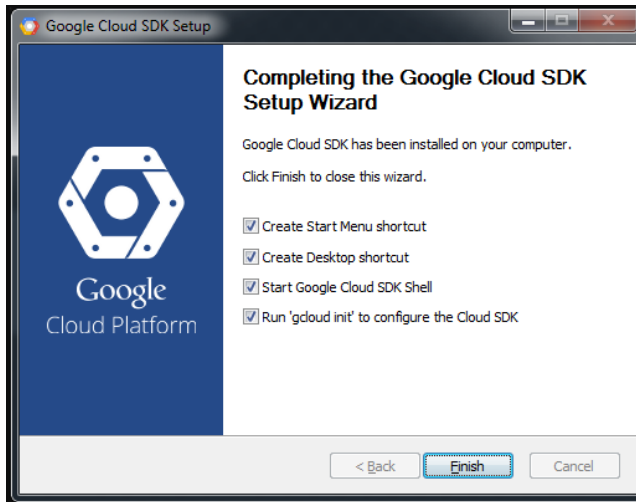 Google Cloud SDK Setup
Completing the Google Cloud SDK
Setup Wizard
Google Cloud SDK has been installed on your computer.
Click Finish to close this wizard.
Create Start Menu shortcut
Create Desktop shortcut
Start Google Cloud SDK Shell
Run 'gcloud init' to configure the Cloud SDK
Google
Cloud Platform
< Back
Finish
Cancel